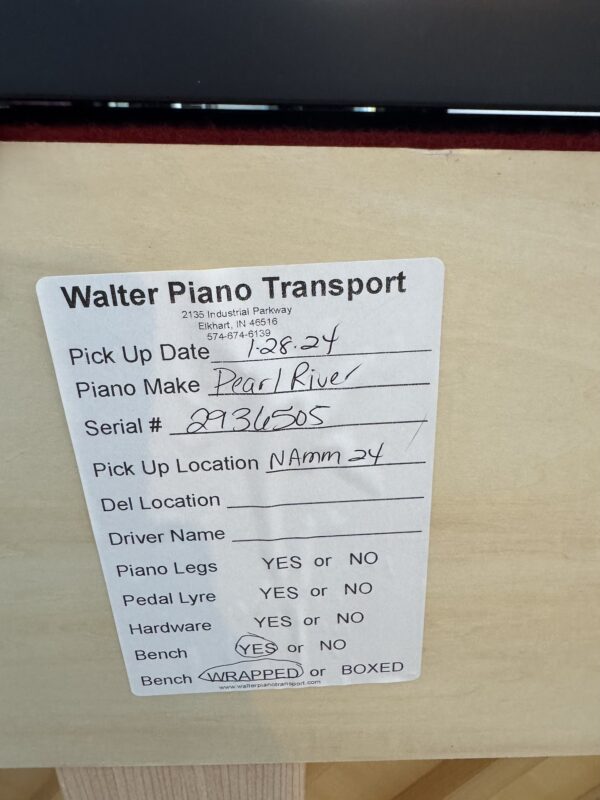 Walter Piano Transport
2135 Industrial Parkway
Elkhart, IN 46516
574-674-6139
Pick Up Date 1-28-24
Piano Make Pearl River
Serial # 2936505
Pick Up Location NAmm 24
Del Location
Driver Name
Piano Legs YES or NO
Pedal Lyre YES or NO
Hardware YES or NO
Bench YES or NO
Bench WRAPPED or BOXED
www.walterpianotransport.com